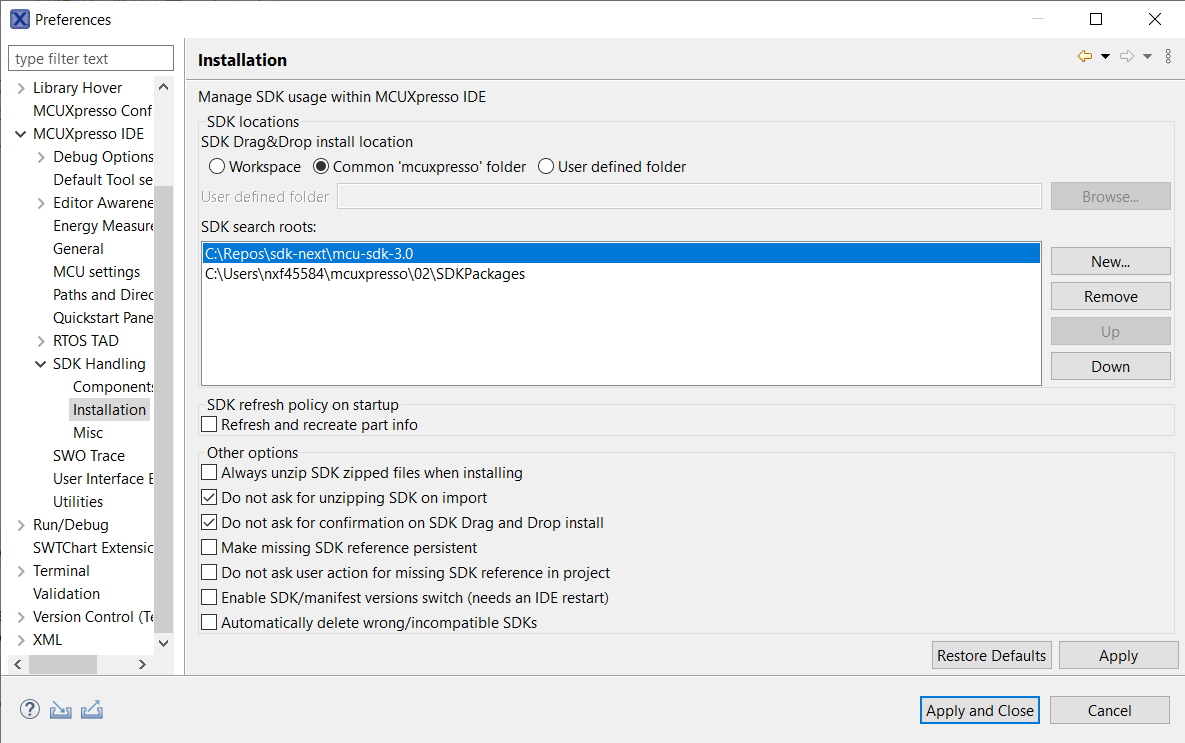 Preferences
type filter text
Library Hover
MCUXpresso Conf
MCUXpresso IDE
Debug Options
Default Tool se
Editor Awarene
Energy Measure
General
MCU settings
Paths and Direc
Quickstart Pane
RTOS TAD
SDK Handling
Components
Installation
Misc
SWO Trace
User Interface E
Utilities
Run/Debug
SWTChart Extensic
Terminal
Validation
Version Control (Te
XML
Installation
Manage SDK usage within MCUXpresso IDE
SDK locations
SDK Drag&Drop install location
Workspace Common 'mcuxpresso' folder User defined folder
User defined folder Browse...
SDK search roots:
C:\Repos\sdk-next\mcu-sdk-3.0
C:\Users\nxf45584\mcuxpresso\02\SDKPackages
New...
Remove
Up
Down
SDK refresh policy on startup
Refresh and recreate part info
Other options
Always unzip SDK zipped files when installing
Do not ask for unzipping SDK on import
Do not ask for confirmation on SDK Drag and Drop install
Make missing SDK reference persistent
Do not ask user action for missing SDK reference in project
Enable SDK/manifest versions switch (needs an IDE restart)
Automatically delete wrong/incompatible SDKs
Restore Defaults Apply
Apply and Close Cancel